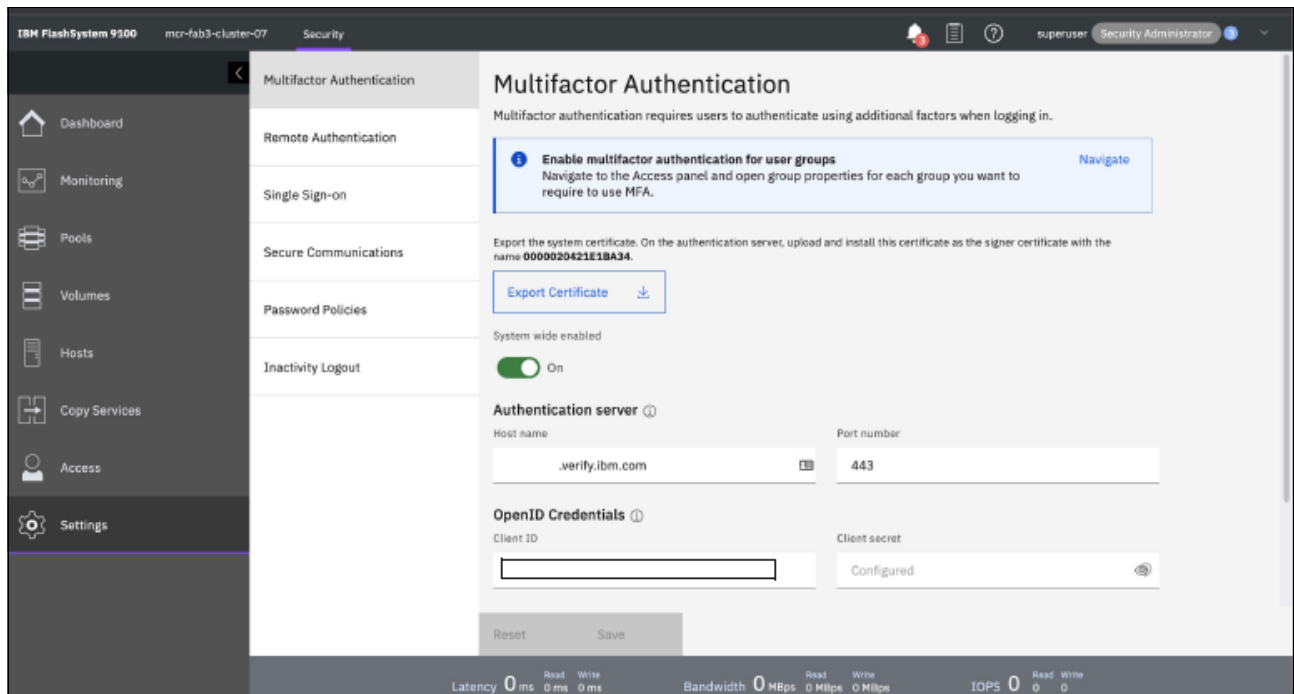 IBM FlashSystem 9100 mcr-fab3-cluster-07 Security
3
superuser Security Administrator 3
Dashboard
Monitoring
Pools
Volumes
Hosts
Copy Services
Access
Settings
Multifactor Authentication
Remote Authentication
Single Sign-on
Secure Communications
Password Policies
Inactivity Logout
Multifactor Authentication
Multifactor authentication requires users to authenticate using additional factors when logging in.
Enable multifactor authentication for user groups Navigate
Navigate to the Access panel and open group properties for each group you want to
require to use MFA.
Export the system certificate. On the authentication server, upload and install this certificate as the signer certificate with the
name 0000020421E1BA34.
Export Certificate
System wide enabled
On
Authentication server
Host name Port number
.verify.ibm.com 443
OpenID Credentials
Client ID Client secret
Configured
Reset Save
Read Write Read Write Read Write
Latency 0 ms 0 ms 0 ms Bandwidth 0 MBps 0 MBps 0 MBps IOPS 0 0 0